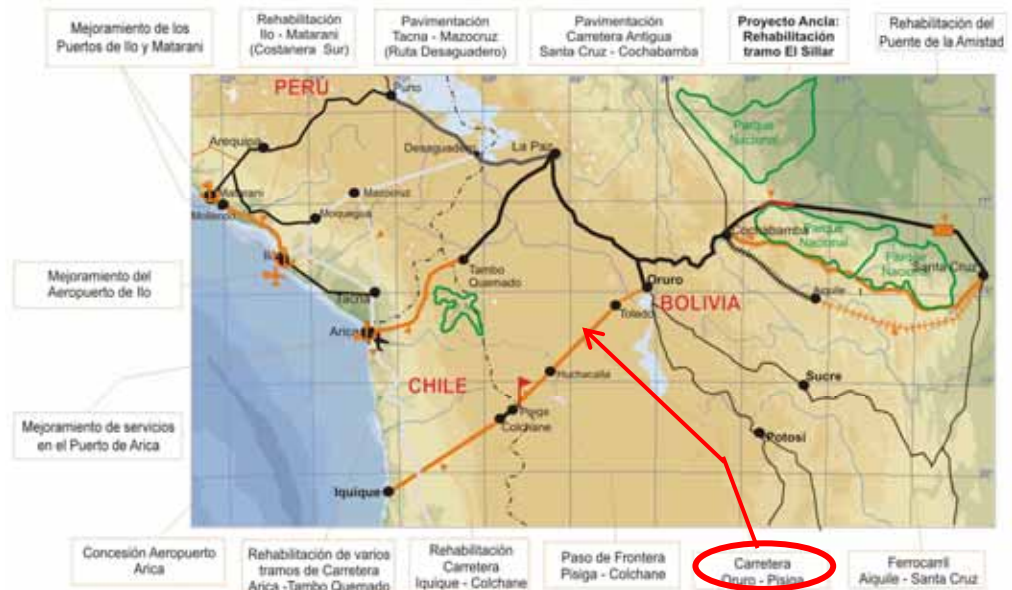 Mejoramiento de los
Puertos de Ilo y Matarani
Rehabilitación
Ilo - Matarani
(Costanera Sur)
Pavimentación
Tacna - Mazocruz
(Ruta Desaguadero)
Pavimentación
Carretera Antigua
Santa Cruz - Cochabamba
Proyecto Ancla:
Rehabilitación
tramo El Sillar
Rehabilitación del
Puente de la Amistad
PERÚ
Puno
Parque
Nacional
Arequipa
Desaguadero
La Paz
Matarani
Mazocruz
Mollendo
Moquegua
Cochabamba
Parque
Nacional
Parque
Nacional
Santa Cruz
Ilo
Tambo
Quemado
Oruro
Aiquile
Tacna
BOLIVIA
Toledo
Arica
CHILE
Huchacalla
Sucre
Pisiga
Colchane
Potosí
Iquique
Mejoramiento del
Aeropuerto de Ilo
Mejoramiento de servicios
en el Puerto de Arica
Concesión Aeropuerto
Arica
Rehabilitación de varios
tramos de Carretera
Arica -Tambo Quemado
Rehabilitación
Carretera
Iquique - Colchane
Paso de Frontera
Pisiga - Colchane
Carretera
Oruro - Pisiga
Ferrocarril
Aiquile - Santa Cruz